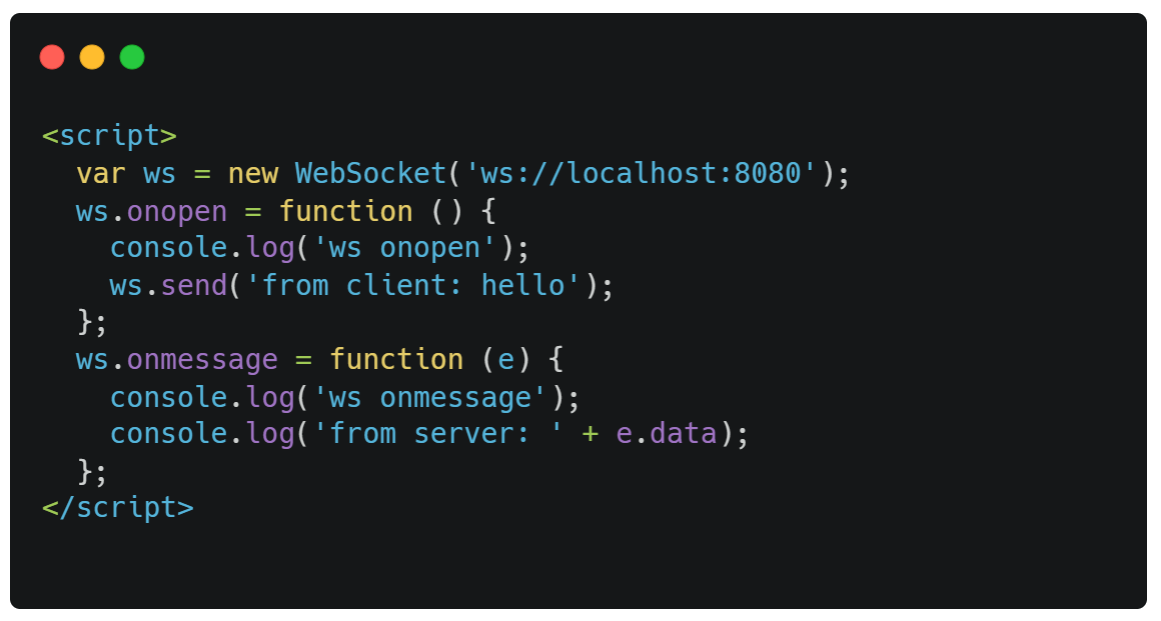 <script>
  var ws = new WebSocket('ws://localhost:8080');
  ws.onopen = function () {
    console.log('ws onopen');
    ws.send('from client: hello');
  };
  ws.onmessage = function (e) {
    console.log('ws onmessage');
    console.log('from server: ' + e.data);
  };
</script>